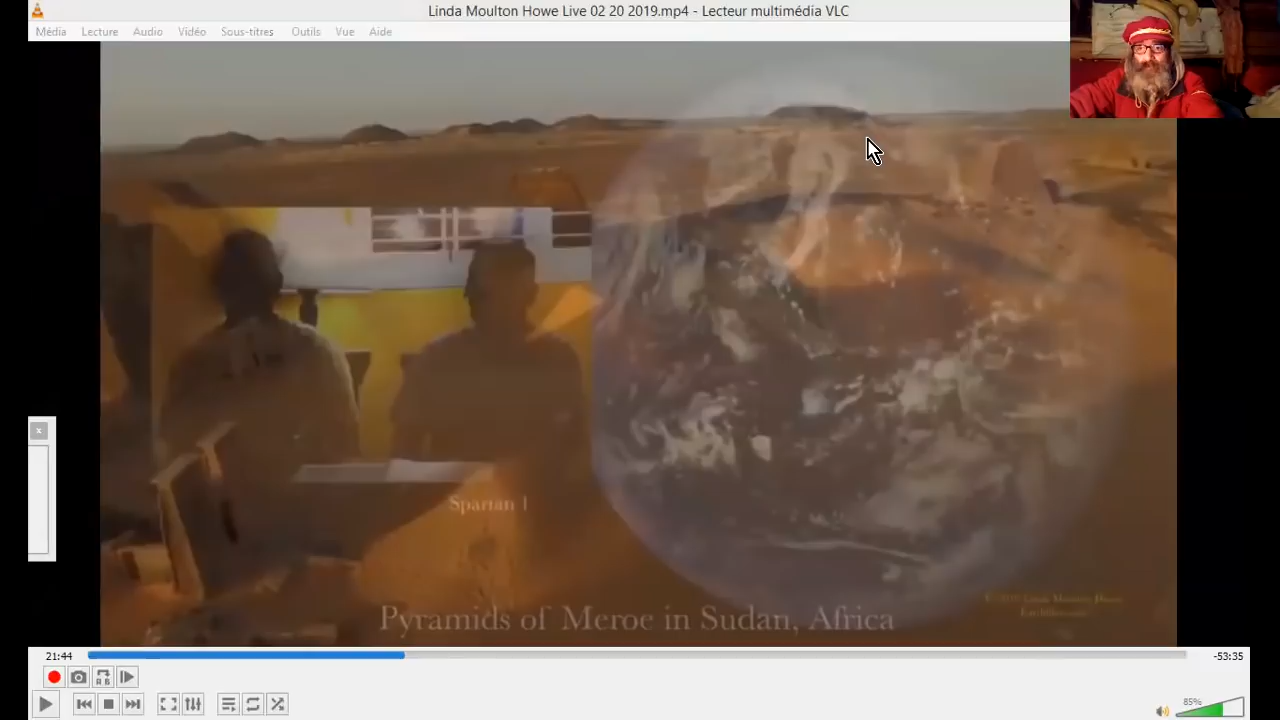 Linda Moulton Howe Live 02 20 2019.mp4 - Lecteur multimédia VLC
Média Lecture Audio Vidéo Sous-titres Outils Vue Aide
x
Spartan 1
Pyramids of Meroe in Sudan, Africa
21:44
-53:35
85%